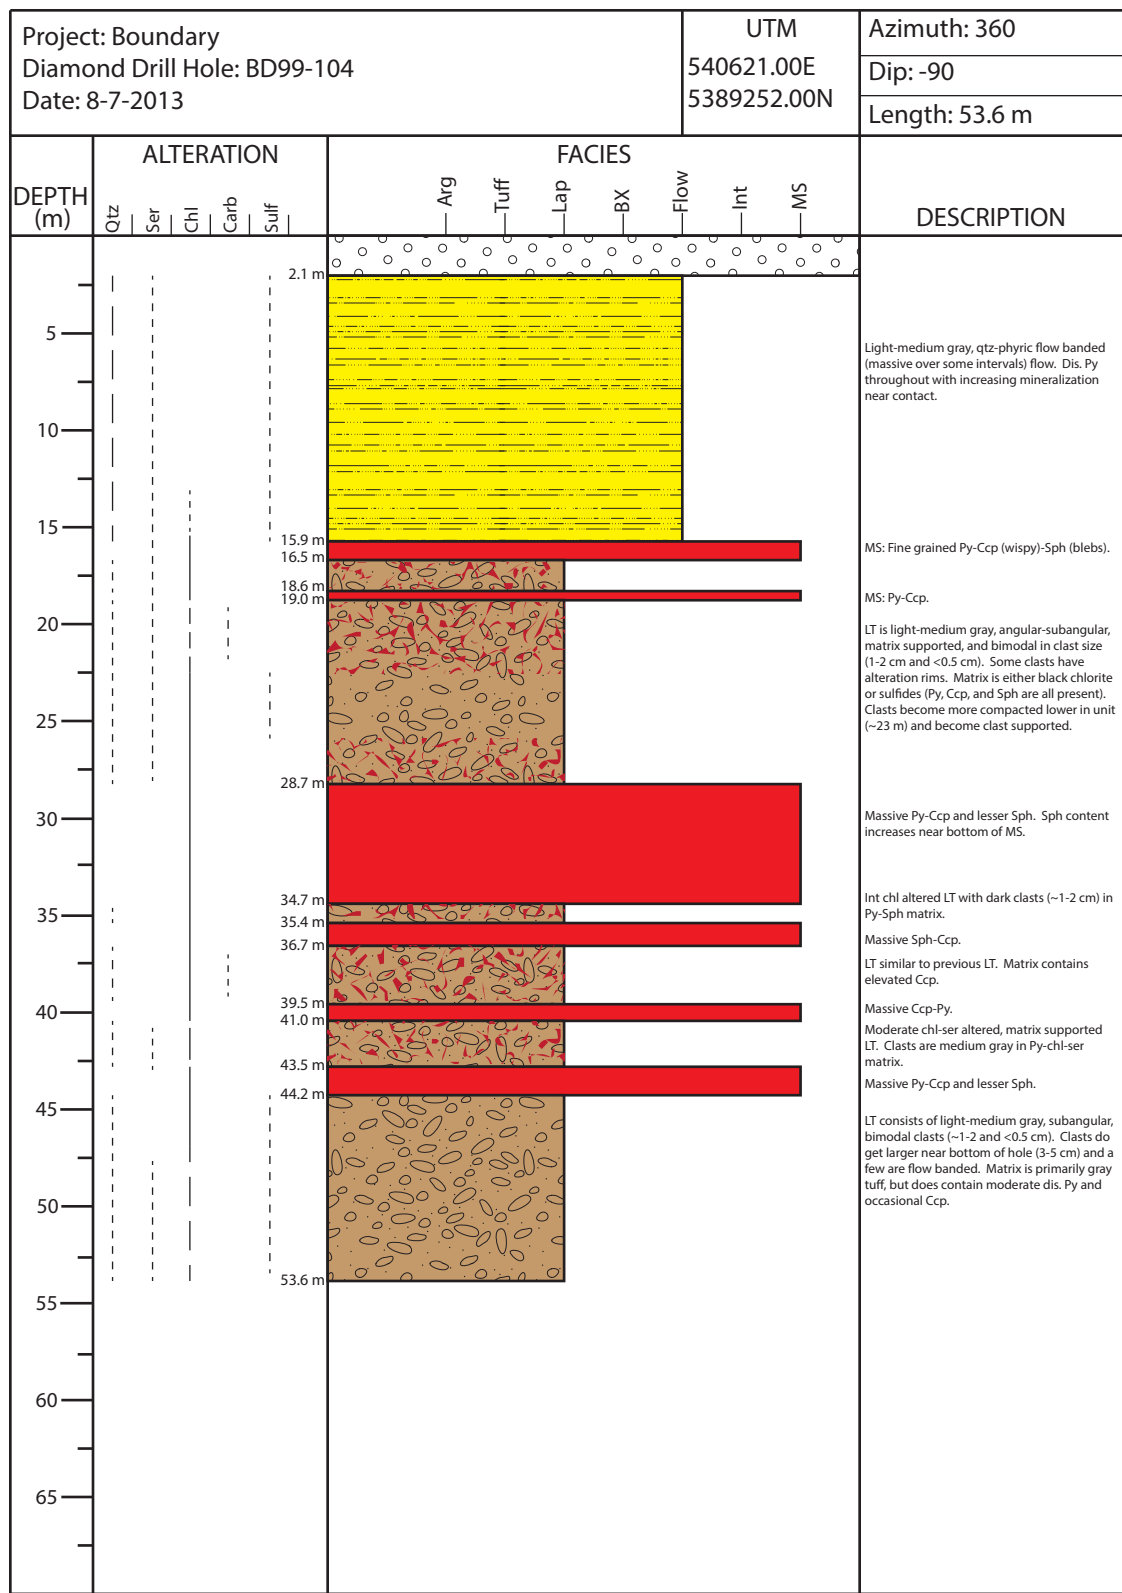 Project: Boundary
Diamond Drill Hole: BD99-104
Date: 8-7-2013
UTM
540621.00E
5389252.00N
Azimuth: 360
Dip: -90
Length: 53.6 m
DEPTH
(m)
ALTERATION
Qtz
Ser
Chl
Carb
Sulf
FACIES
Arg
Tuff
Lap
BX
Flow
Int
MS
DESCRIPTION
2.1 m
5
Light-medium gray, qtz-phyric flow banded
(massive over some intervals) flow. Dis. Py
throughout with increasing mineralization
near contact.
10
15
15.9 m
16.5 m
MS: Fine grained Py-Ccp (wispy)-Sph (blebs).
18.6 m
19.0 m
MS: Py-Ccp.
20
LT is light-medium gray, angular-subangular,
matrix supported, and bimodal in clast size
(1-2 cm and <0.5 cm). Some clasts have
alteration rims. Matrix is either black chlorite
or sulfides (Py, Ccp, and Sph are all present).
Clasts become more compacted lower in unit
(~23 m) and become clast supported.
25
28.7 m
30
Massive Py-Ccp and lesser Sph. Sph content
increases near bottom of MS.
34.7 m
Int chl altered LT with dark clasts (~1-2 cm) in
Py-Sph matrix.
35
35.4 m
36.7 m
Massive Sph-Ccp.
LT similar to previous LT. Matrix contains
elevated Ccp.
39.5 m
40
41.0 m
Massive Ccp-Py.
Moderate chl-ser altered, matrix supported
LT. Clasts are medium gray in Py-chl-ser
matrix.
43.5 m
44.2 m
Massive Py-Ccp and lesser Sph.
45
LT consists of light-medium gray, subangular,
bimodal clasts (~1-2 and <0.5 cm). Clasts do
get larger near bottom of hole (3-5 cm) and a
few are flow banded. Matrix is primarily gray
tuff, but does contain moderate dis. Py and
occasional Ccp.
50
53.6 m
55
60
65